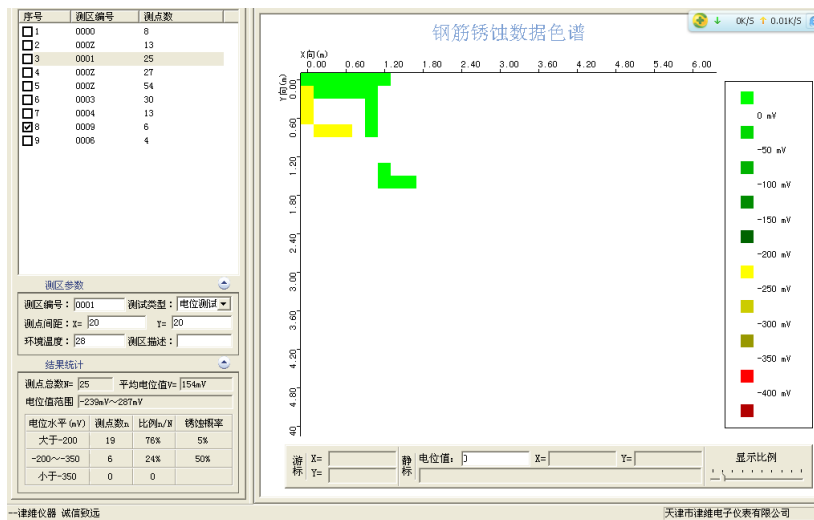 序号 测区编号 测点数
1 0000 8
2 000Z 13
3 0001 25
4 000Z 27
5 000Z 54
6 0003 30
7 0004 13
8 0009 6
9 0006 4
测区参数
测区编号： 0001 测试类型： 电位测试
测点间距：X= 20 Y= 20
环境温度： 28 测区描述：
结果统计
测点总数N= 25 平均电位值V= 154mV
电位值范围 -239mV～287mV
电位水平(mV) 测点数n 比例n/N 锈蚀概率
大于-200 19 76% 5%
-200～-350 6 24% 50%
小于-350 0 0
--津维仪器 诚信致远
0K/S 0.01K/S
钢筋锈蚀数据色谱
X向(m)
0.00 0.60 1.20 1.80 2.40 3.00 3.60 4.20 4.80 5.40 6.00
Y向(m)
0.00
0.60
1.20
1.80
2.40
3.00
3.60
4.20
4.80
40
0 mV
-50 mV
-100 mV
-150 mV
-200 mV
-250 mV
-300 mV
-350 mV
-400 mV
游标 X= Y=
静标 电位值： X= Y=
显示比例
天津市津维电子仪表有限公司